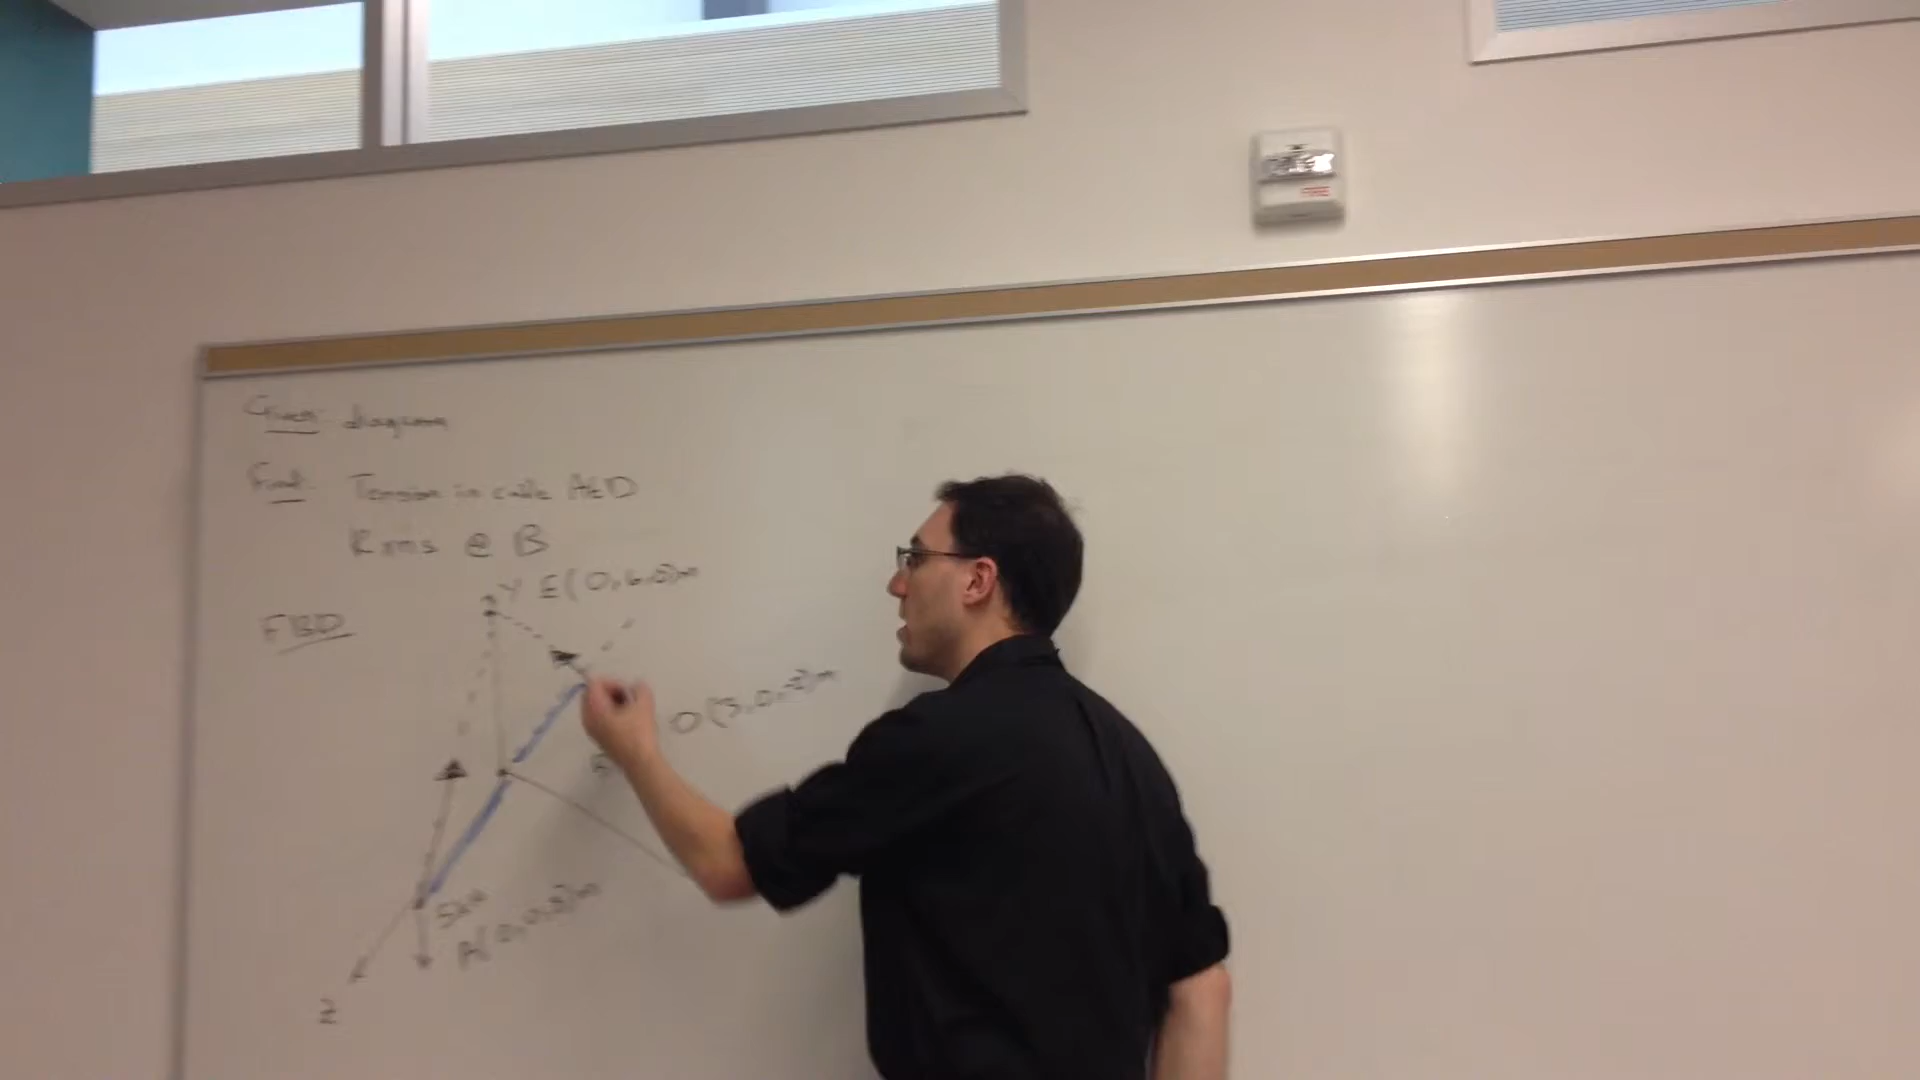 Given: diagram
Find: Tension in cable AED
Rxns @ B
Y E(0,6,0)m
FBD
D(3,0,-2)m
B
5kN
A(0,0,3)m
Z
FIRE